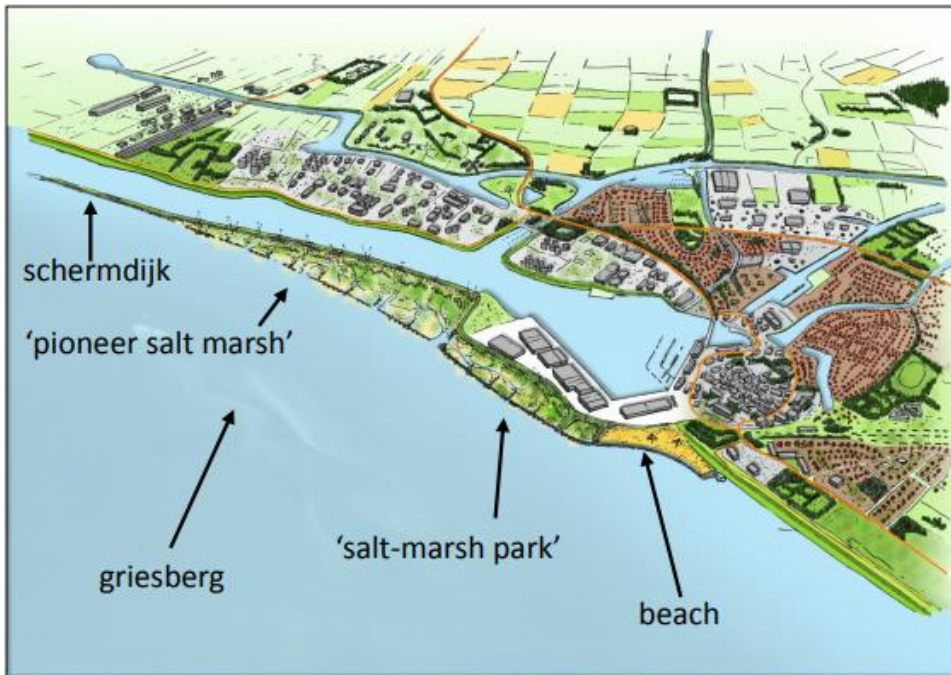 schermdijk
‘pioneer salt marsh’
griesberg
‘salt-marsh park’
beach